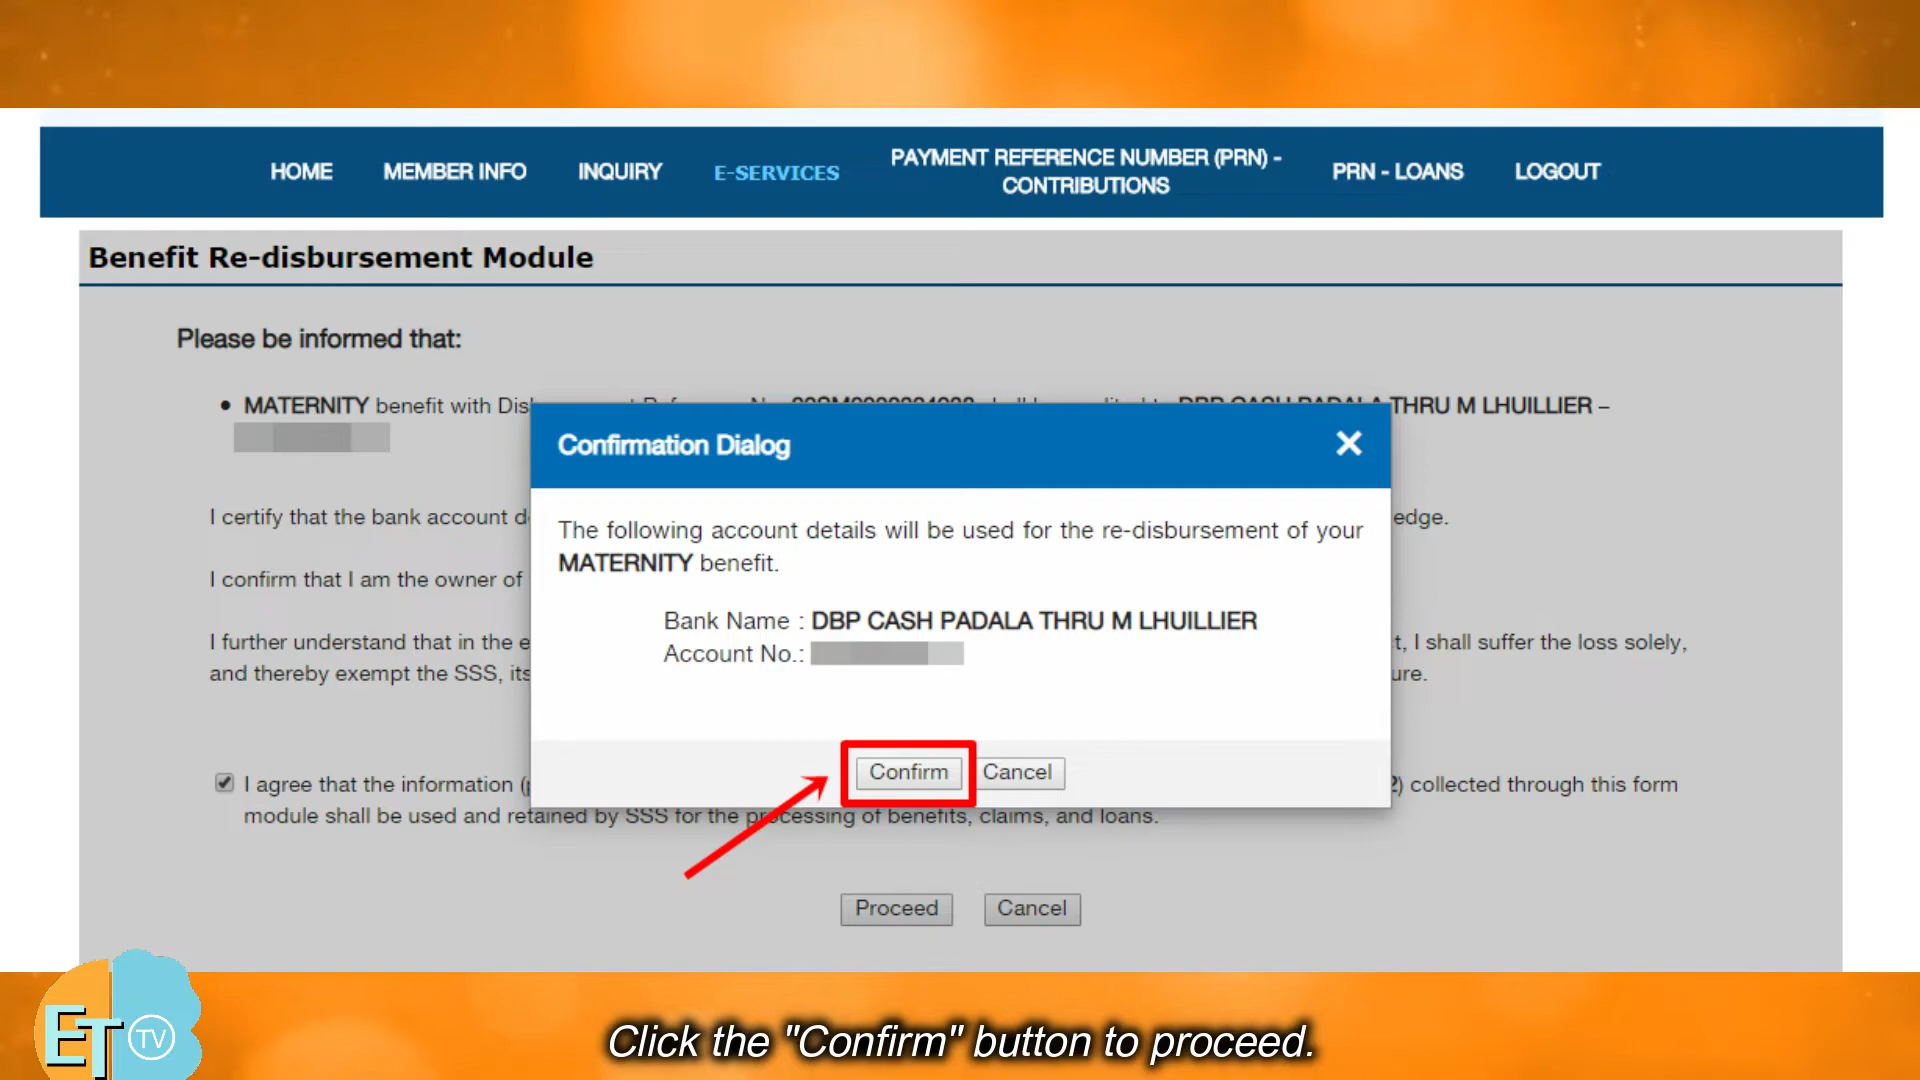 HOME MEMBER INFO INQUIRY E-SERVICES PAYMENT REFERENCE NUMBER (PRN) - CONTRIBUTIONS PRN - LOANS LOGOUT
Benefit Re-disbursement Module
Please be informed that:
• MATERNITY benefit with Dis THRU M LHUILLIER –
I certify that the bank account edge.
I confirm that I am the owner of
I further understand that in the , I shall suffer the loss solely,
and thereby exempt the SSS, its ure.
I agree that the information ) collected through this form
module shall be used and retained by SSS for the processing of benefits, claims, and loans.
Proceed Cancel
Confirmation Dialog
The following account details will be used for the re-disbursement of your
MATERNITY benefit.
Bank Name : DBP CASH PADALA THRU M LHUILLIER
Account No.:
Confirm Cancel
ET TV
Click the "Confirm" button to proceed.